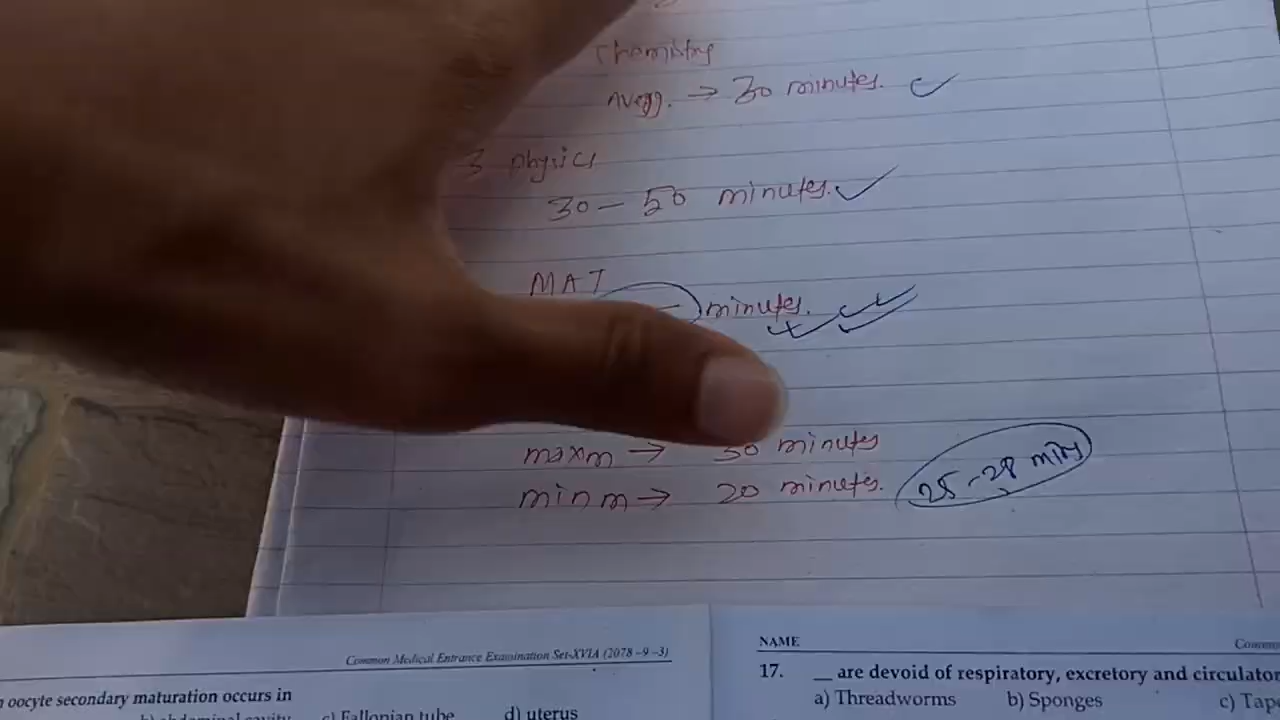 Chemistry
Avegg. → 30 minutes.
3 physics
30 – 50 minutes.
MAT
minutes.
maxm → 30 minutes
minm → 20 minutes.
25-28 min
Common Medical Entrance Examination Set-XVIA (2078 –9 –3)
oocyte secondary maturation occurs in
c) Fallopian tube d) uterus
NAME
17. __ are devoid of respiratory, excretory and
a) Threadworms b) Sponges c)